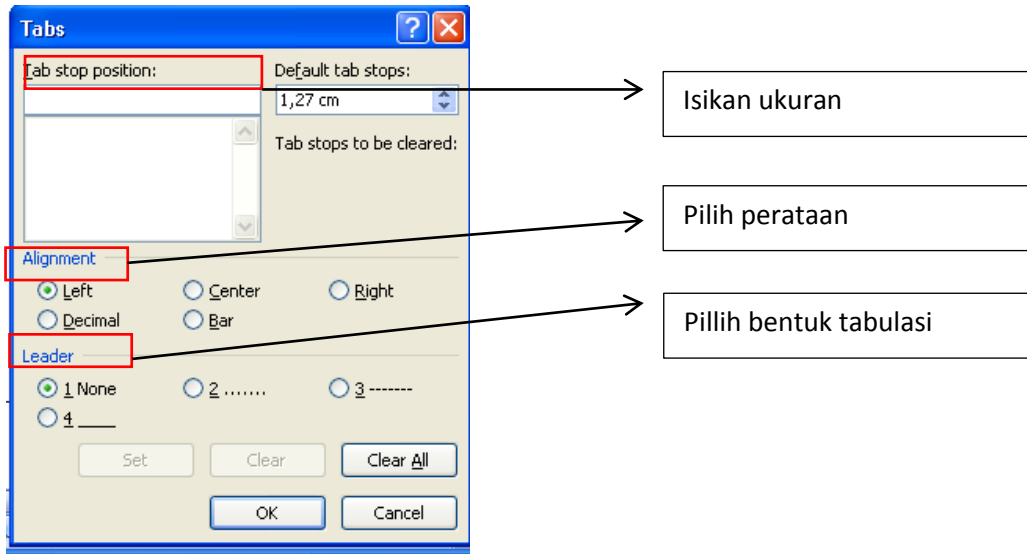 Tabs
Tab stop position:
Default tab stops:
1,27 cm
Tab stops to be cleared:
Alignment
Left
Center
Right
Decimal
Bar
Leader
1 None
2 .......
3 -------
4 ____
Set
Clear
Clear All
OK
Cancel
Isikan ukuran
Pilih perataan
Pillih bentuk tabulasi